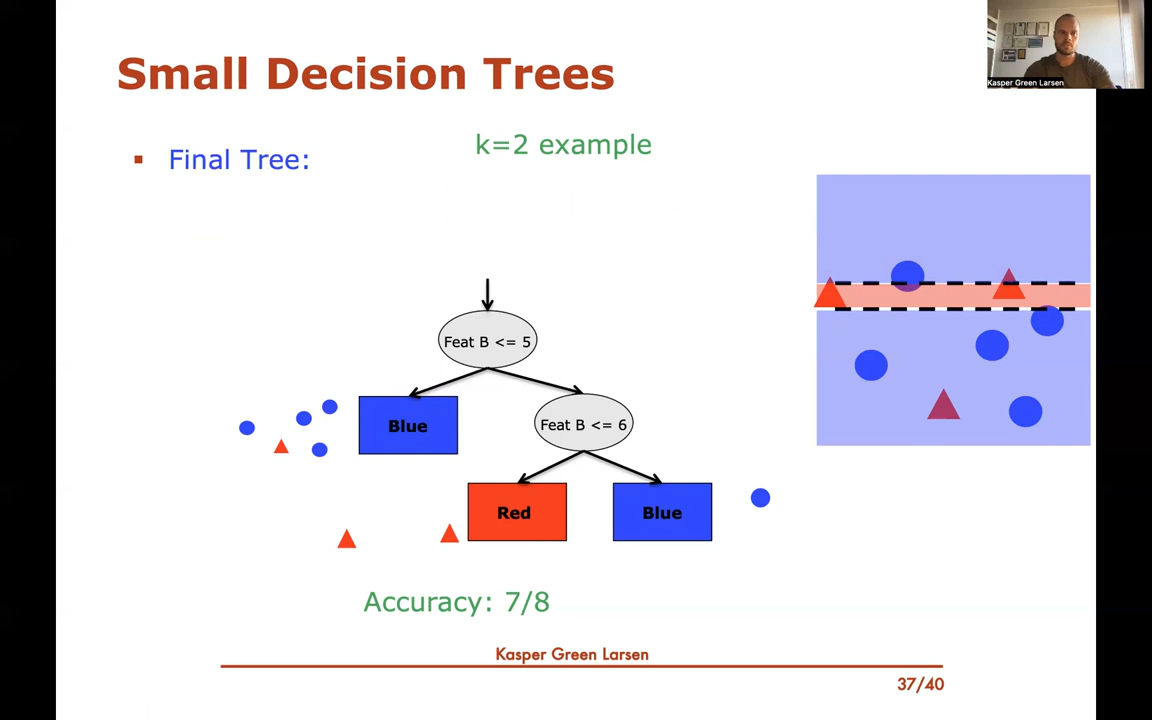 Small Decision Trees
Kasper Green Larsen
▪ Final Tree:
k=2 example
Feat B <= 5
Blue
Feat B <= 6
Red
Blue
Accuracy: 7/8
Kasper Green Larsen
37/40